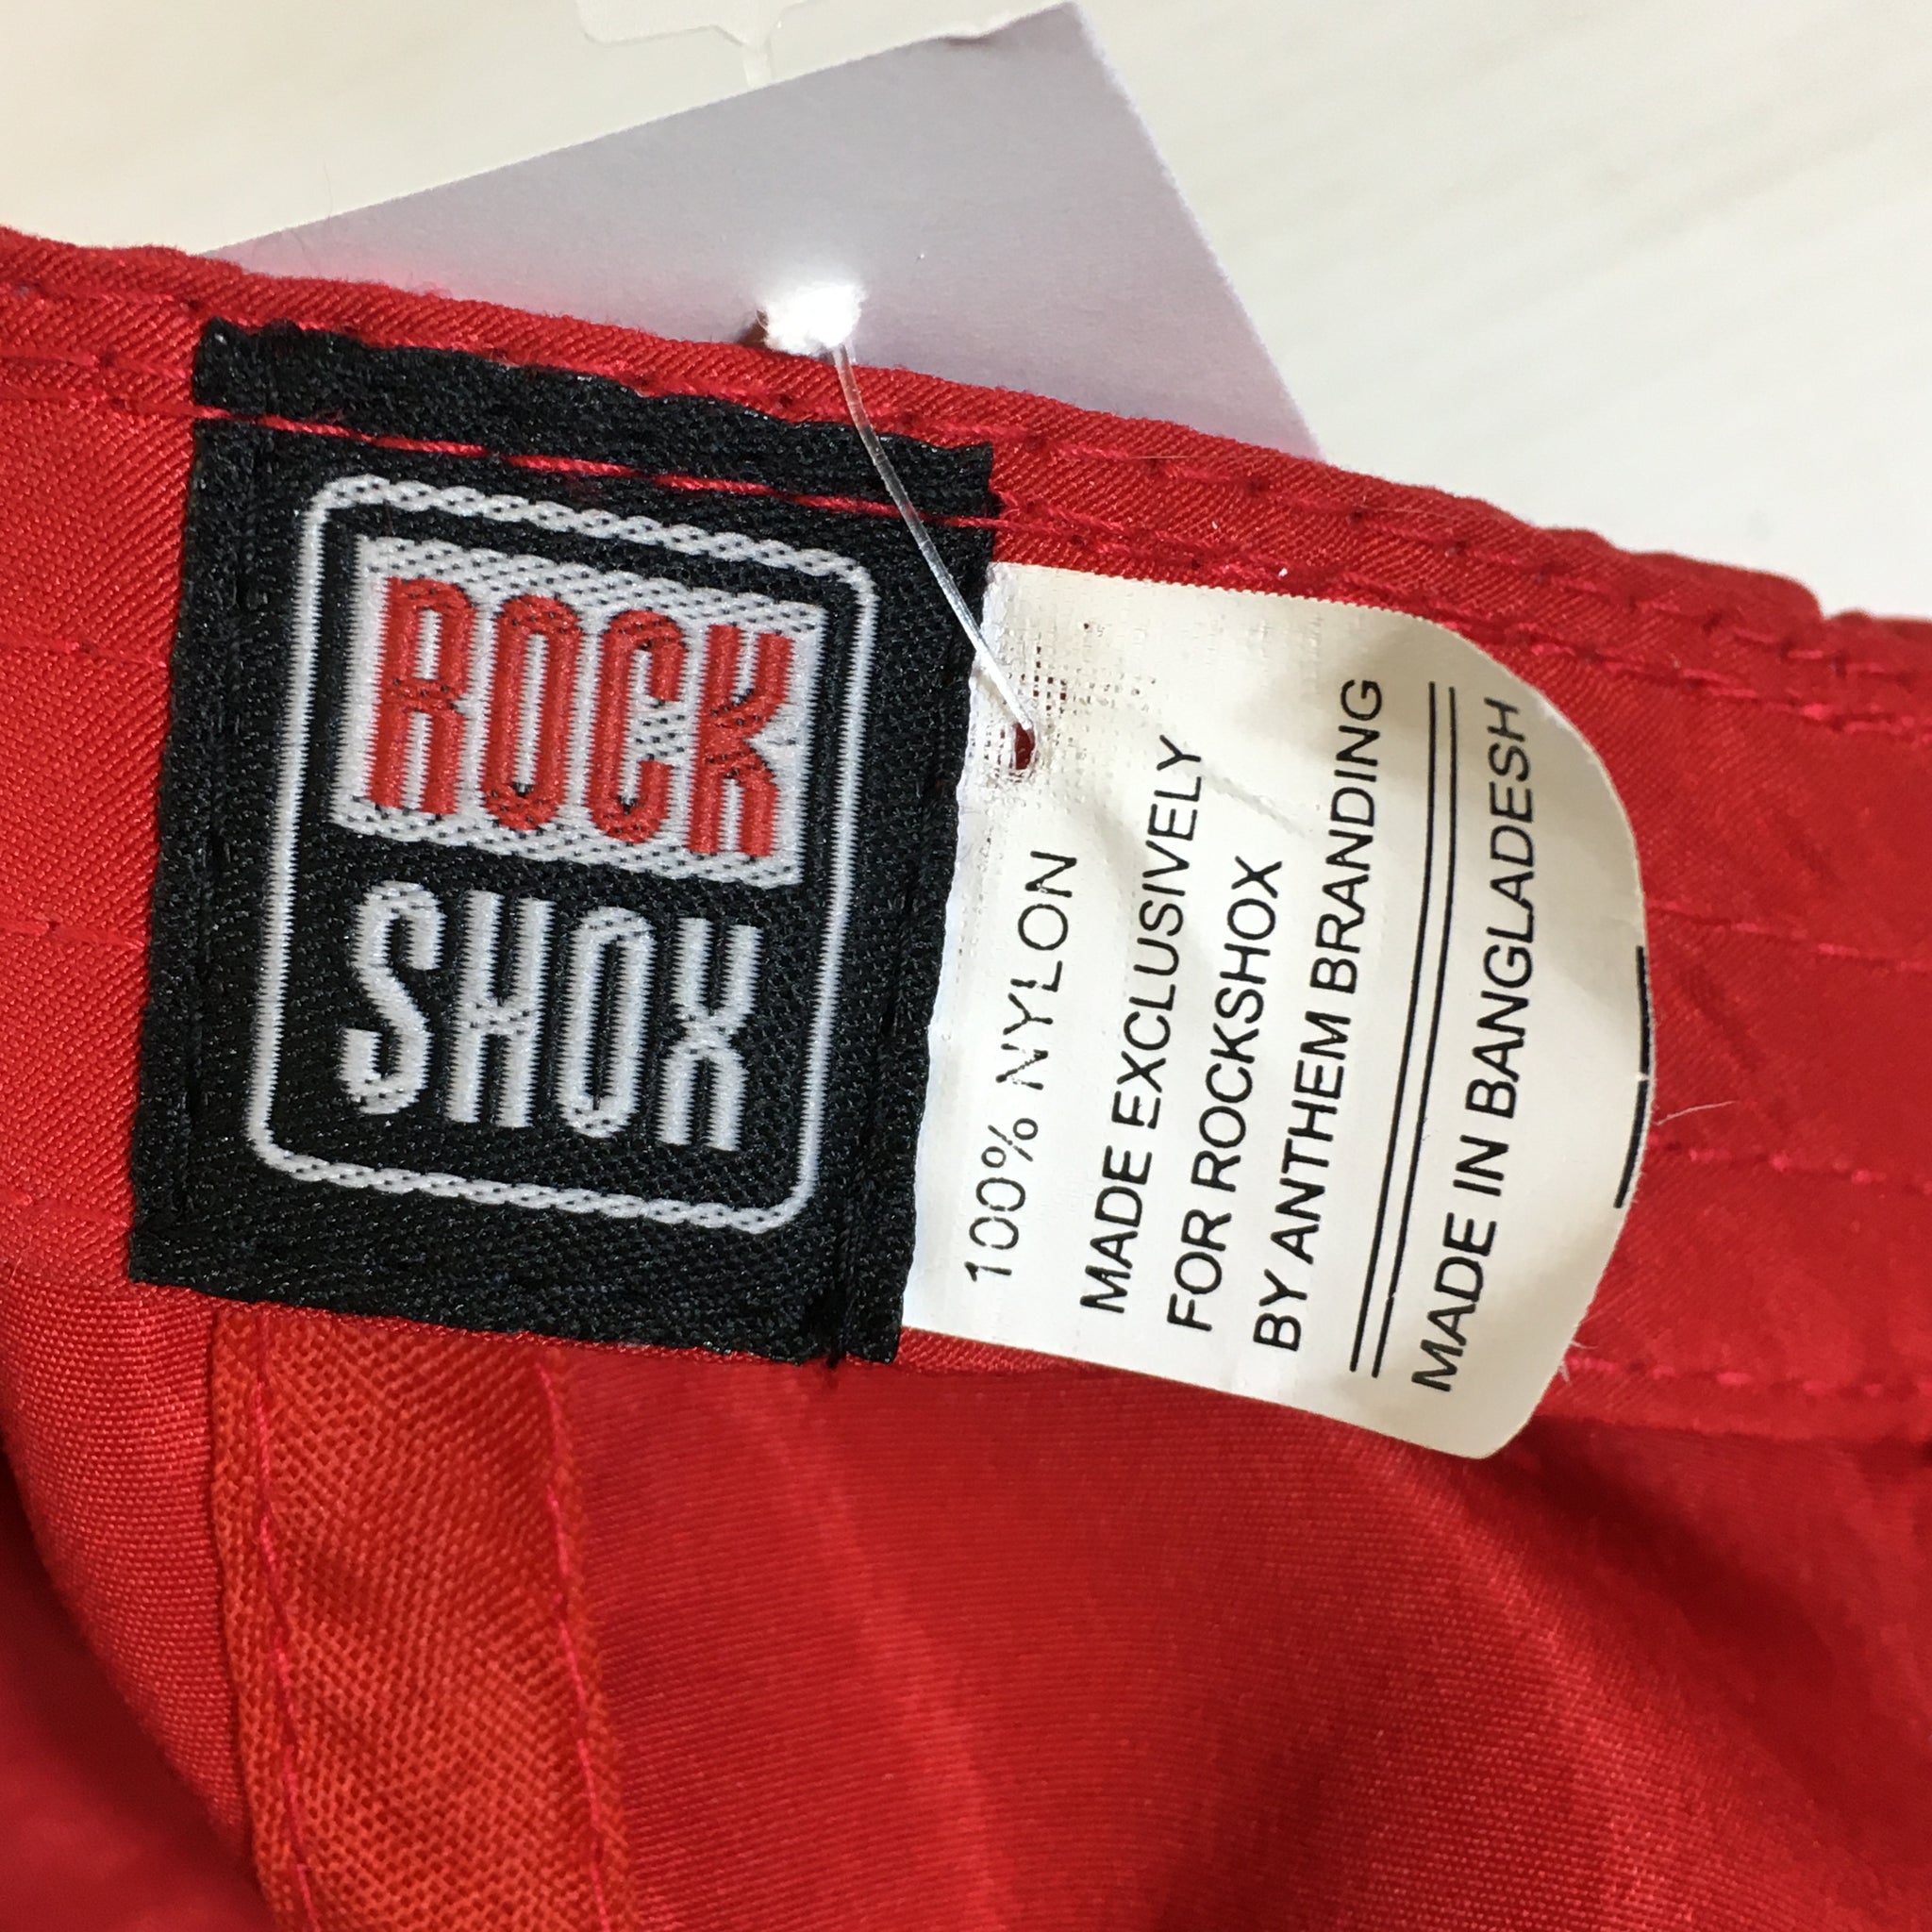 ROCK
SHOX
100% NYLON
MADE EXCLUSIVELY
FOR ROCKSHOX
BY ANTHEM BRANDING
MADE IN BANGLADESH